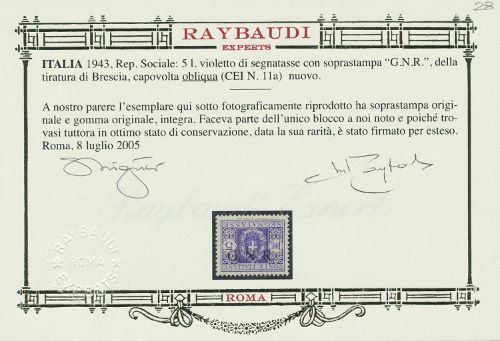 28
RAYBAUDI
EXPERTS
ITALIA 1943, Rep. Sociale: 5 l. violetto di segnatasse con soprastampa “G.N.R.”, della
tiratura di Brescia, capovolta obliqua (CEI N. 11a) nuovo.
A nostro parere l’esemplare qui sotto fotograficamente riprodotto ha soprastampa origi-
nale e gomma originale, integra. Faceva parte dell’unico blocco a noi noto e poiché di
trovasi tuttora in ottimo stato di conservazione, data la sua rarità, è stato firmato per esteso.
Roma, 8 luglio 2005
RAYBAUDI
ROMA
EXPERTS
ROMA